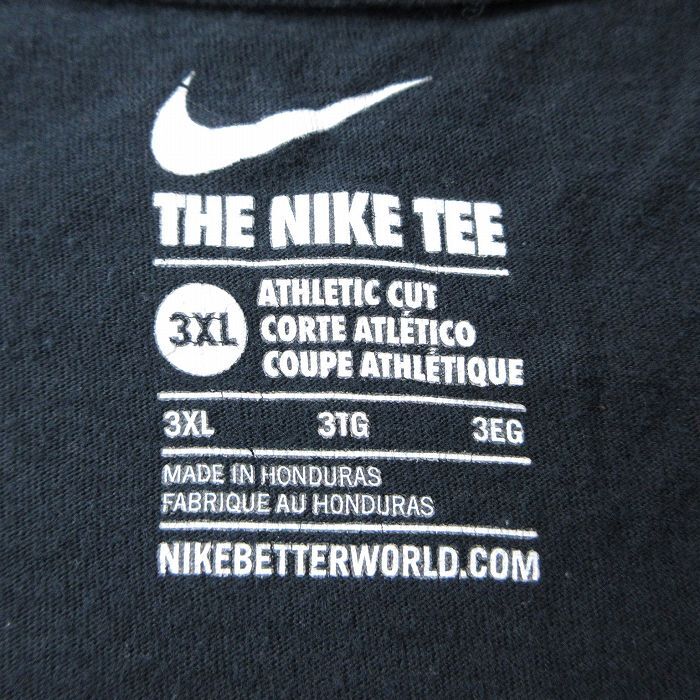 THE NIKE TEE
3XL
ATHLETIC CUT
CORTE ATLÉTICO
COUPE ATHLÉTIQUE
3XL 3TG 3EG
MADE IN HONDURAS
FABRIQUE AU HONDURAS
NIKEBETTERWORLD.COM